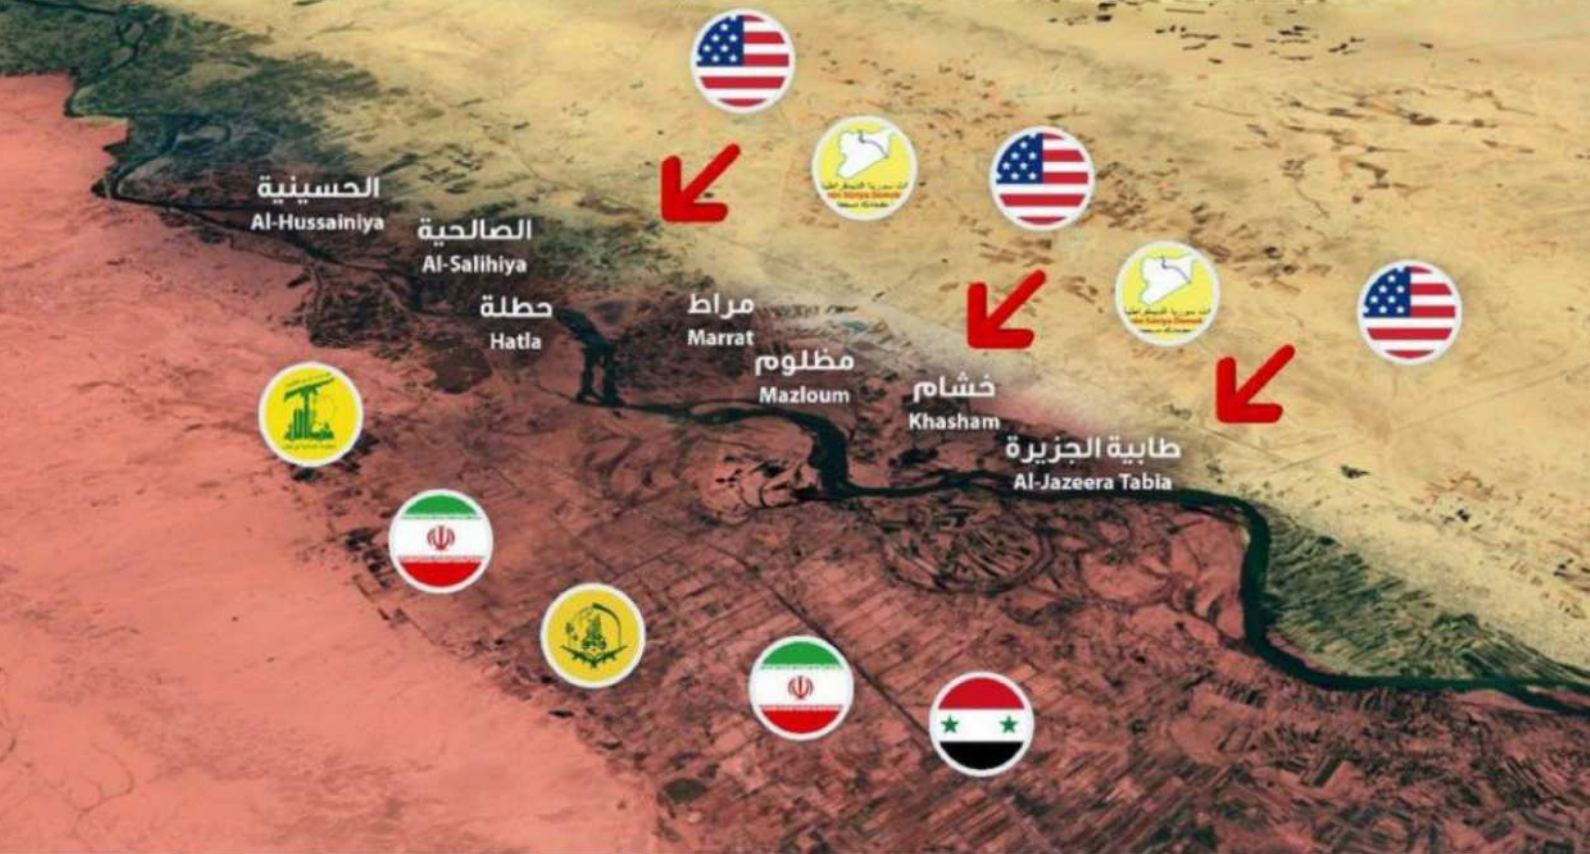 الحسينية
Al-Hussainiya
الصالحية
Al-Salihiya
حطلة
Hatla
مراط
Marrat
مظلوم
Mazloum
خشام
Khasham
طابية الجزيرة
Al-Jazeera Tabia